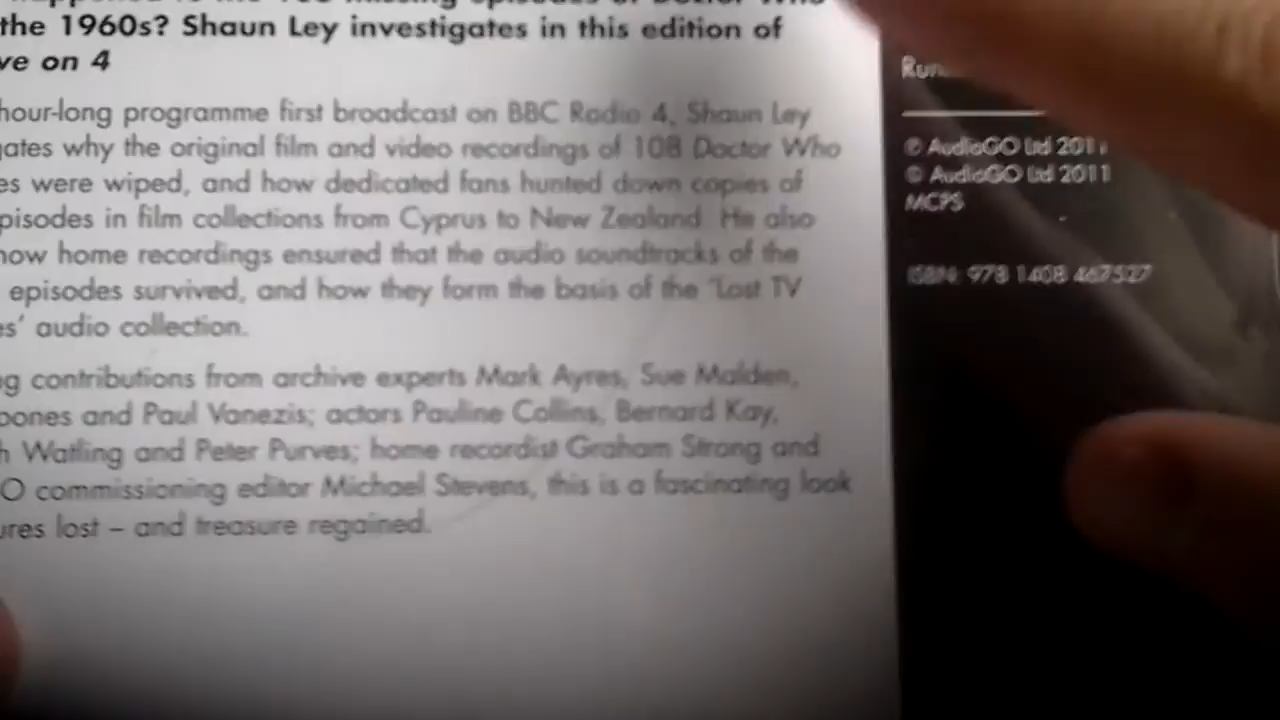 the 1960s? Shaun Ley investigates in this edition of
ve on 4
hour-long programme first broadcast on BBC Radio 4, Shaun Ley
gates why the original film and video recordings of 108 Doctor Who
es were wiped, and how dedicated fans hunted down copies of
pisodes in film collections from Cyprus to New Zealand. He also
how home recordings ensured that the audio soundtracks of the
episodes survived, and how they form the basis of the 'Lost TV
es' audio collection.
ng contributions from archive experts Mark Ayres, Sue Malden,
bones and Paul Vanezis; actors Pauline Collins, Bernard Kay,
h Watling and Peter Purves; home recordist Graham Strong and
O commissioning editor Michael Stevens, this is a fascinating look
ures lost – and treasure regained.
Run
℗ AudioGO Ltd 2011
© AudioGO Ltd 2011
MCPS
ISBN: 978 1408 467527